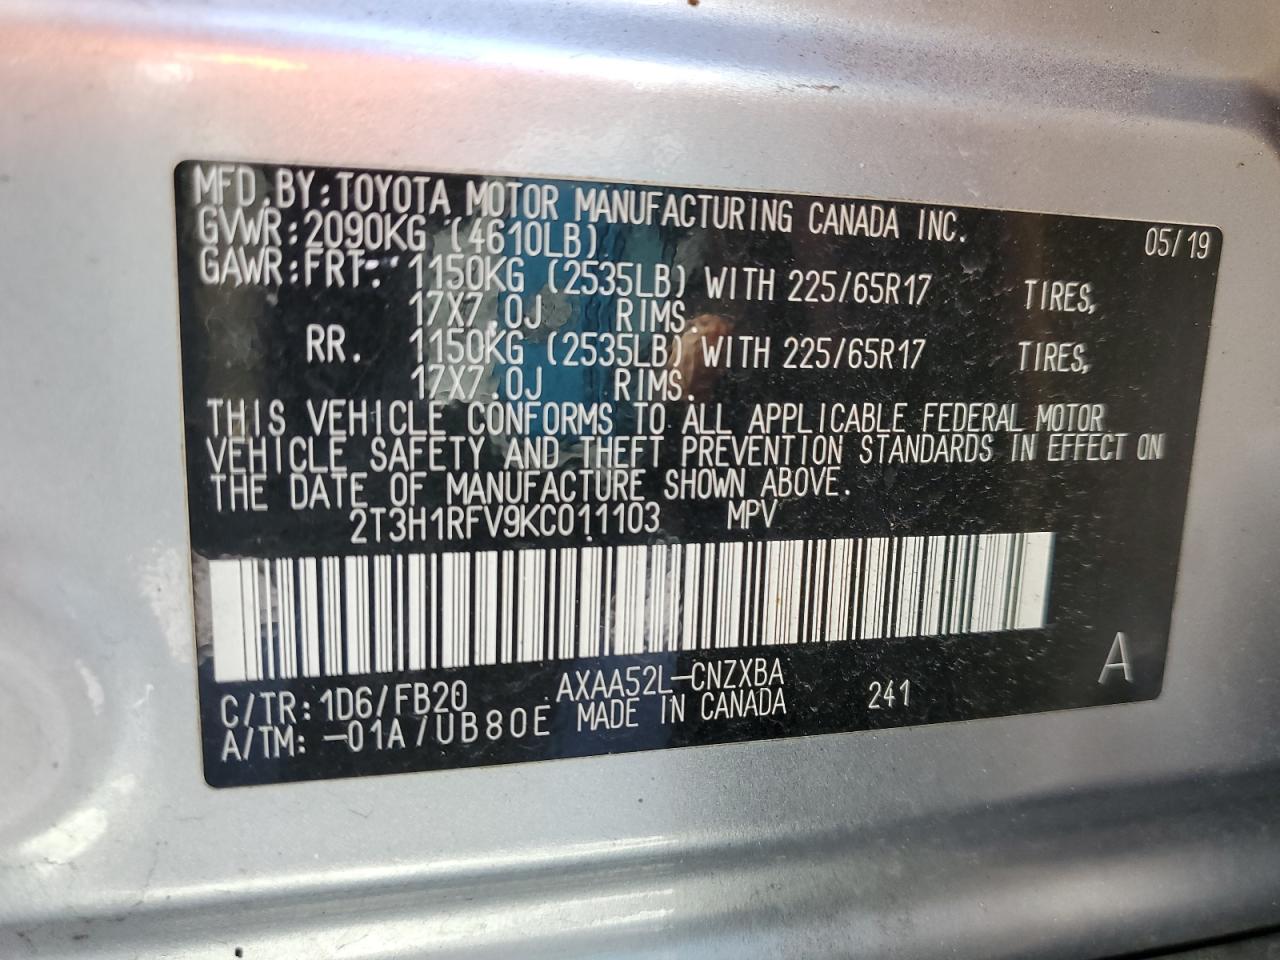 MFD.BY:TOYOTA MOTOR MANUFACTURING CANADA INC. 05/19
GVWR:2090KG (4610LB)
GAWR:FRT: 1150KG (2535LB) WITH 225/65R17 TIRES,
17X7.0J RIMS.
RR. 1150KG (2535LB) WITH 225/65R17 TIRES,
17X7.0J RIMS.
THIS VEHICLE CONFORMS TO ALL APPLICABLE FEDERAL MOTOR
VEHICLE SAFETY AND THEFT PREVENTION STANDARDS IN EFFECT ON
THE DATE OF MANUFACTURE SHOWN ABOVE.
2T3H1RFV9KC011103 MPV
A
C/TR:1D6/FB20 AXAA52L-CNZXBA
A/TM: -01A/UB80E MADE IN CANADA 241